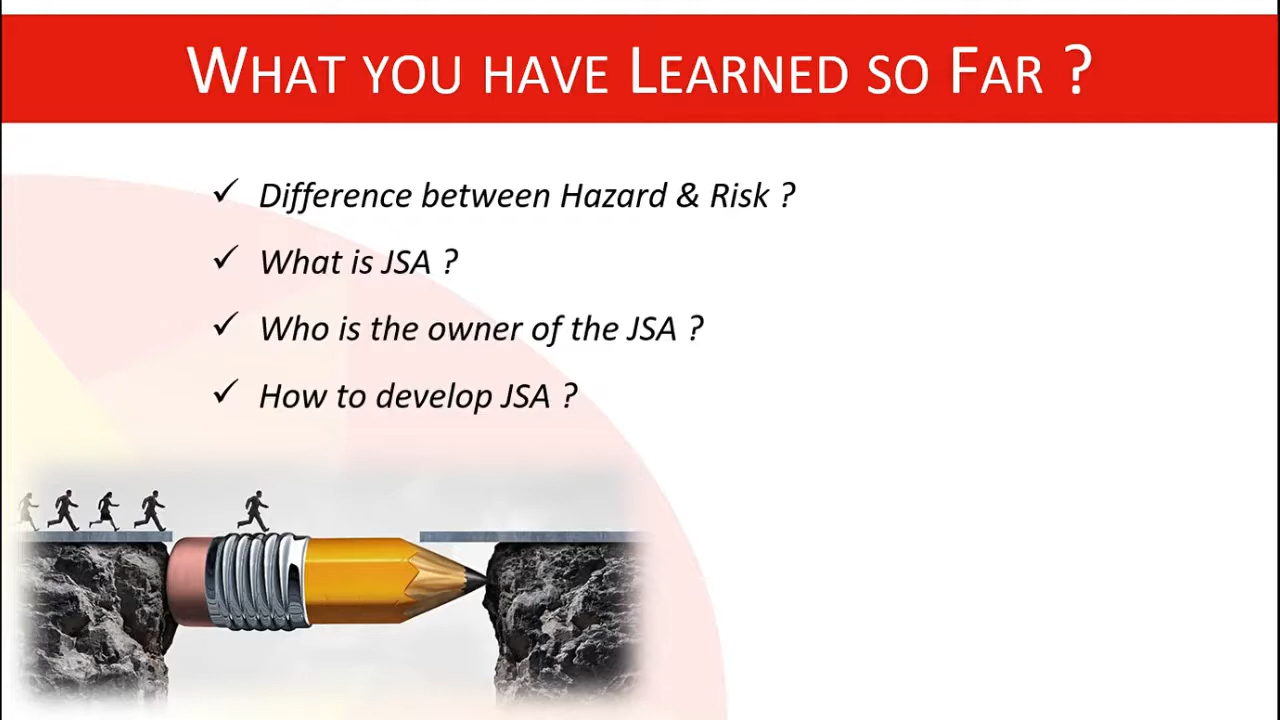 WHAT YOU HAVE LEARNED SO FAR ?
✓ Difference between Hazard & Risk ?
✓ What is JSA ?
✓ Who is the owner of the JSA ?
✓ How to develop JSA ?